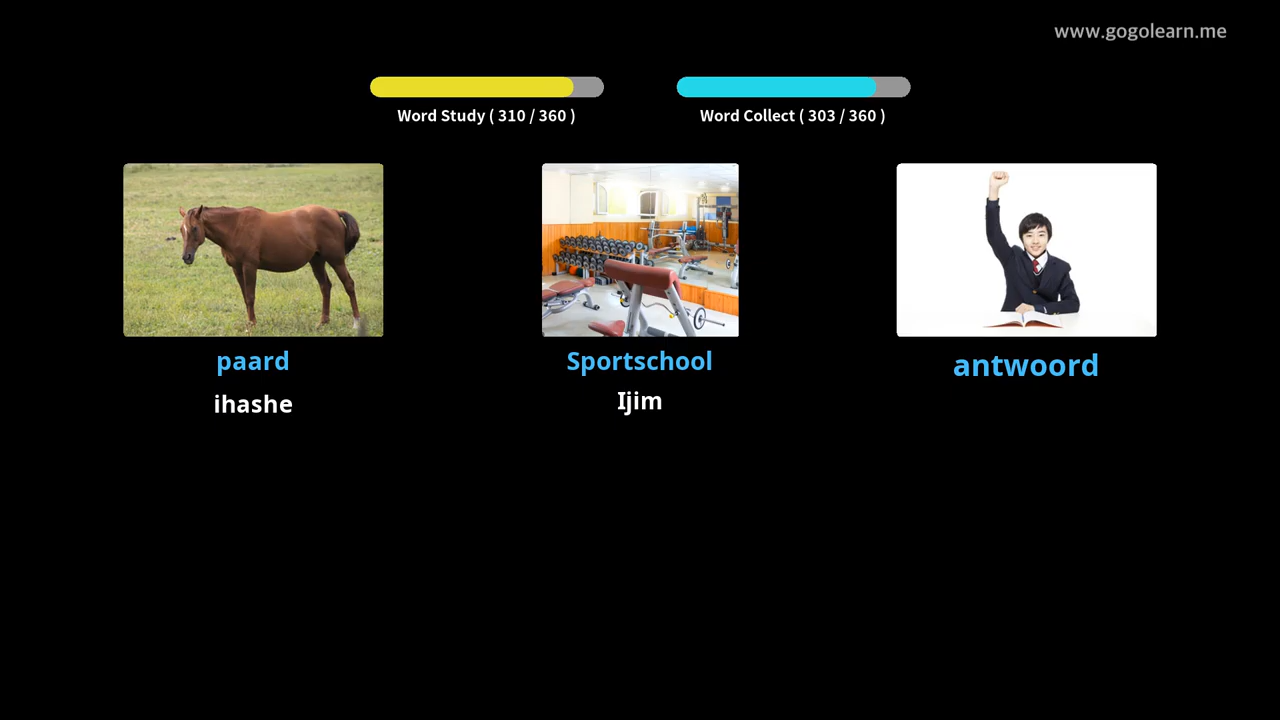 www.gogolearn.me
Word Study ( 310 / 360 )
Word Collect ( 303 / 360 )
paard
Sportschool
antwoord
ihashe
Ijim